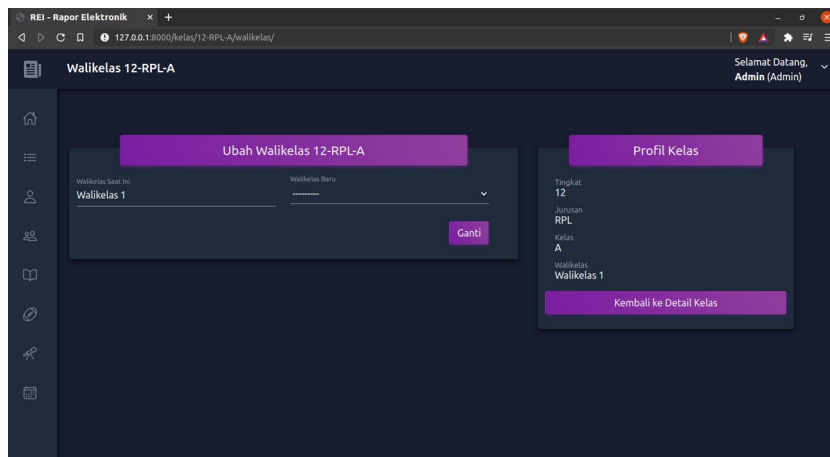 REI - Rapor Elektronik
127.0.0.1:8000/kelas/12-RPL-A/walikelas/
Walikelas 12-RPL-A
Selamat Datang,
Admin (Admin)
Ubah Walikelas 12-RPL-A
Walikelas Saat Ini
Walikelas 1
Walikelas Baru
---------
Ganti
Profil Kelas
Tingkat
12
Jurusan
RPL
Kelas
A
Walikelas
Walikelas 1
Kembali ke Detail Kelas